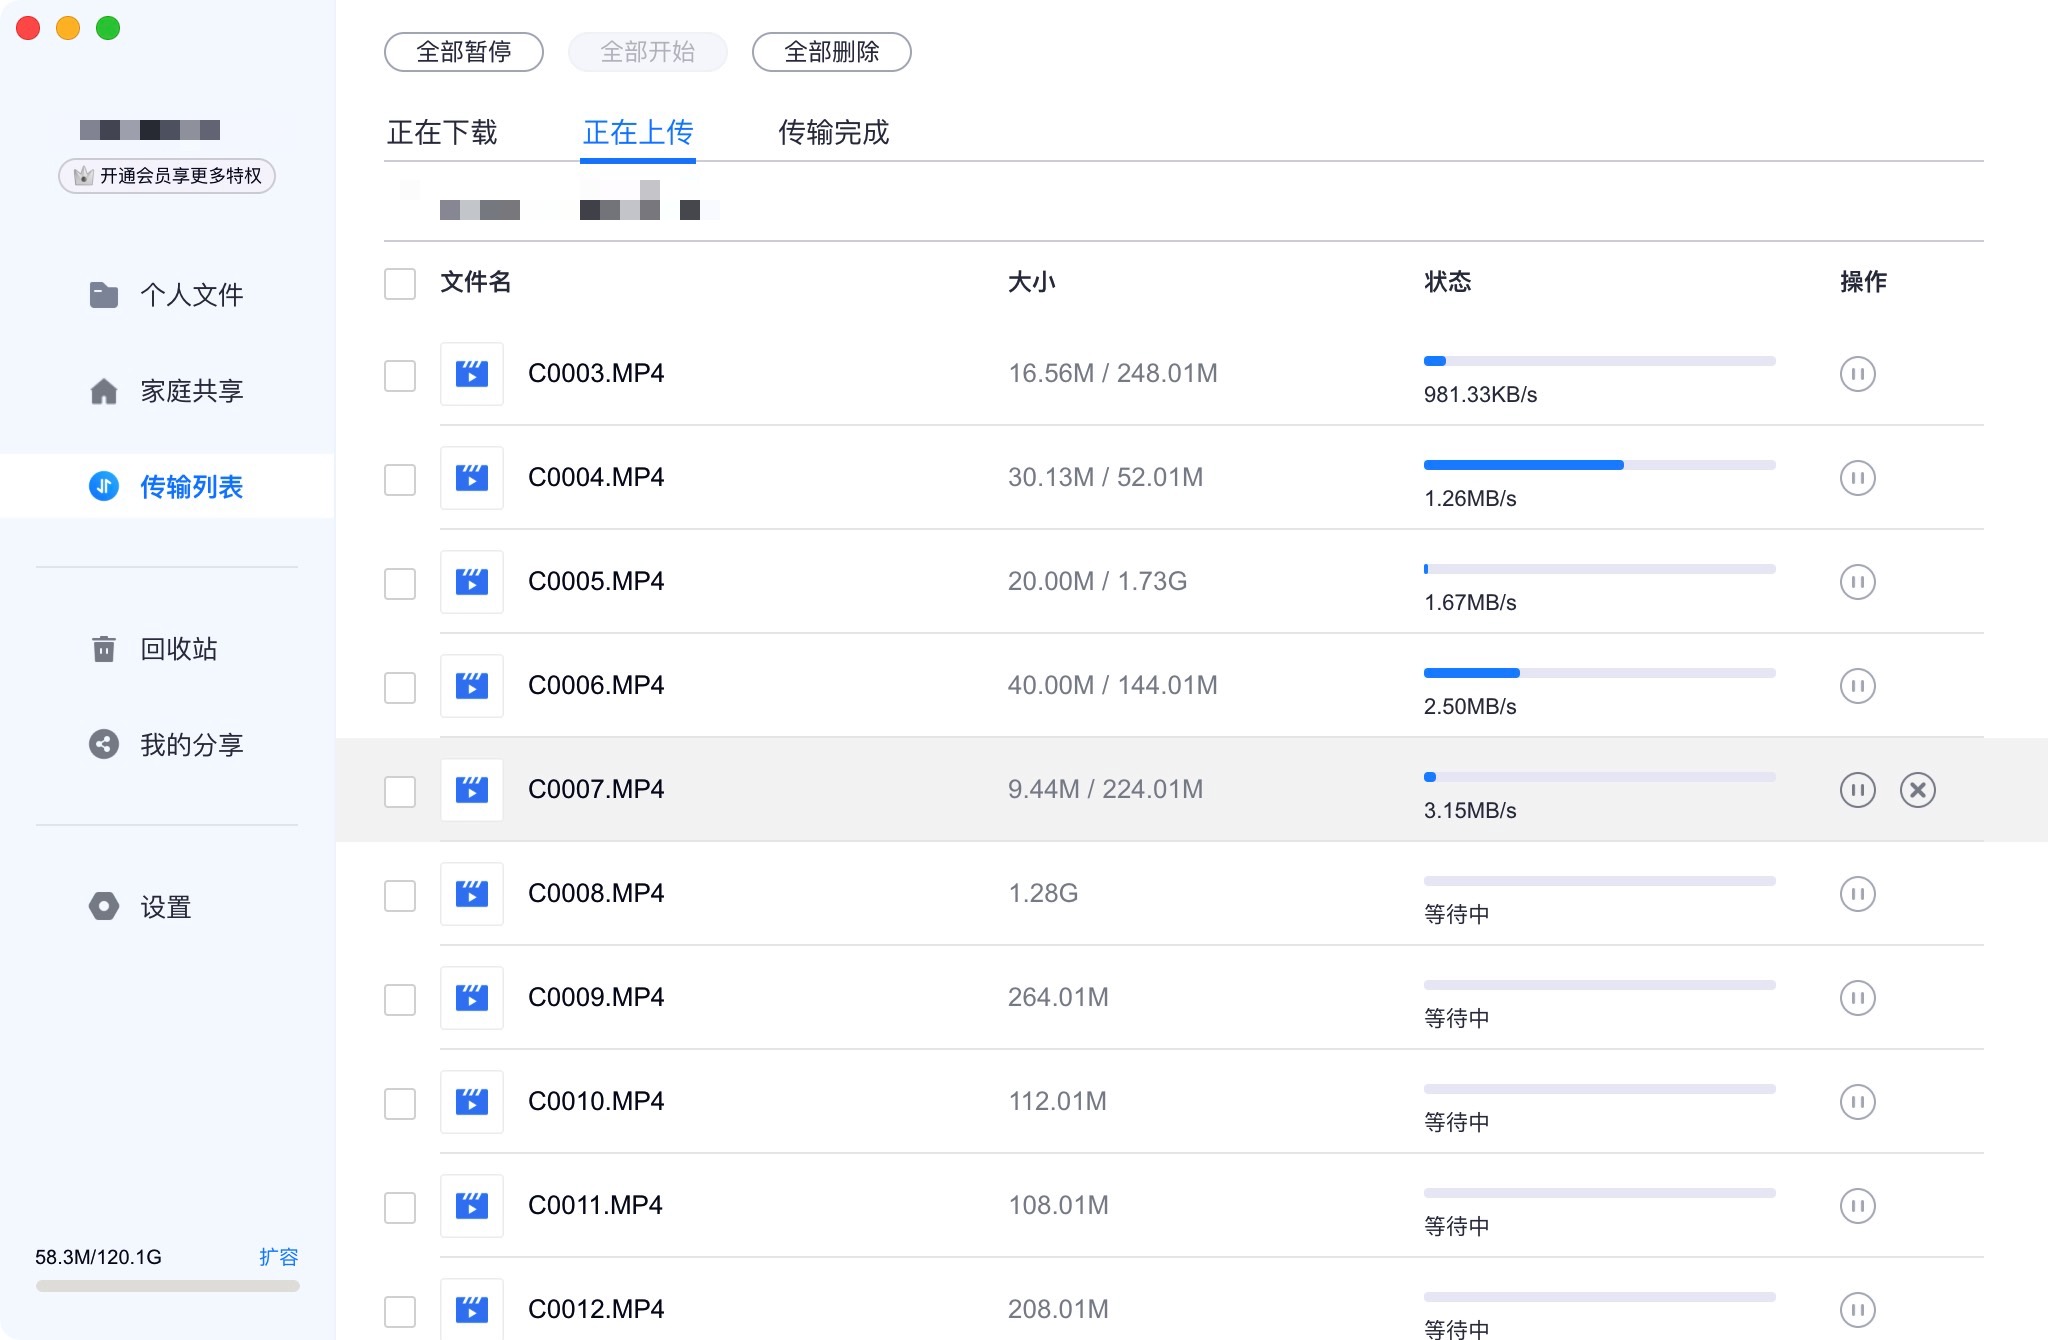 全部暂停 全部开始 全部删除
正在下载 正在上传 传输完成
开通会员享更多特权
个人文件
家庭共享
传输列表
回收站
我的分享
设置
58.3M/120.1G 扩容
文件名 大小 状态 操作
C0003.MP4 16.56M / 248.01M 981.33KB/s
C0004.MP4 30.13M / 52.01M 1.26MB/s
C0005.MP4 20.00M / 1.73G 1.67MB/s
C0006.MP4 40.00M / 144.01M 2.50MB/s
C0007.MP4 9.44M / 224.01M 3.15MB/s
C0008.MP4 1.28G 等待中
C0009.MP4 264.01M 等待中
C0010.MP4 112.01M 等待中
C0011.MP4 108.01M 等待中
C0012.MP4 208.01M 等待中